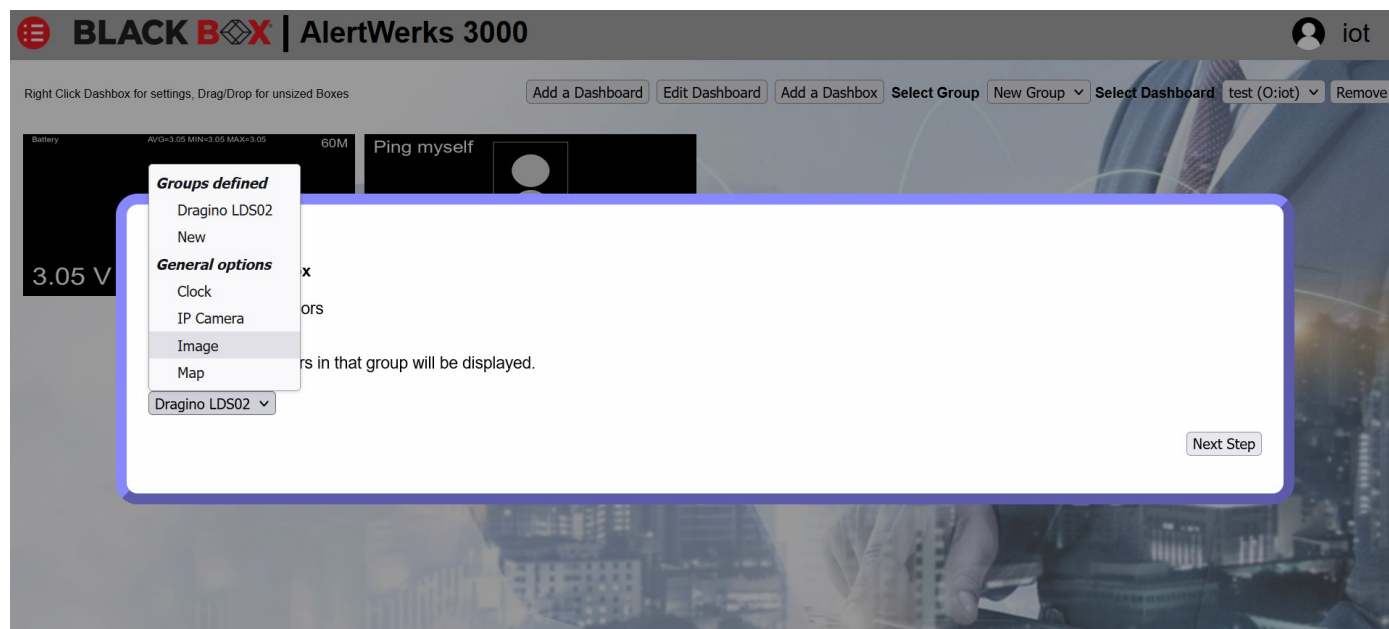 BLACK BOX | AlertWerks 3000
iot
Right Click Dashbox for settings, Drag/Drop for unsized Boxes
Add a Dashboard
Edit Dashboard
Add a Dashbox
Select Group
New Group
Select Dashboard
test (O:iot)
Remove
Battery
AVG=3.05 MIN=3.05 MAX=3.05
60M
Ping myself
3.05 V
Groups defined
Dragino LDS02
New
General options
Clock
IP Camera
Image
Map
x
ors
rs in that group will be displayed.
Dragino LDS02
Next Step